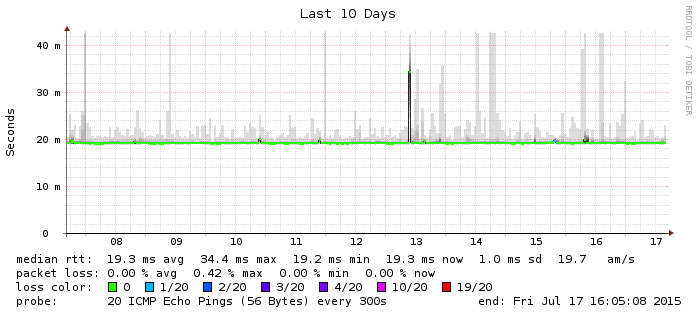 Last 10 Days
RRDTOOL / TOBI OETIKER
Seconds
40 m
30 m
20 m
10 m
0
08 09 10 11 12 13 14 15 16 17
median rtt: 19.3 ms avg 34.4 ms max 19.2 ms min 19.3 ms now 1.0 ms sd 19.7 am/s
packet loss: 0.00 % avg 0.42 % max 0.00 % min 0.00 % now
loss color: 0 1/20 2/20 3/20 4/20 10/20 19/20
probe: 20 ICMP Echo Pings (56 Bytes) every 300s end: Fri Jul 17 16:05:08 2015